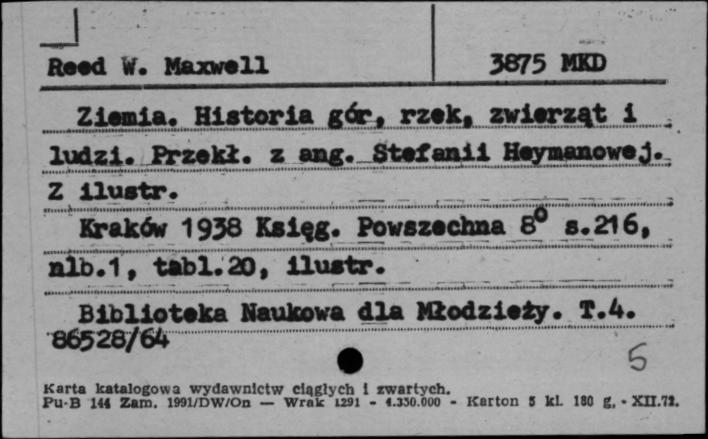 Reed W. Maxwell 3875 MKD
Ziemia. Historia gór, rzek, zwierząt i
ludzi. Przekł. z ang. Stefanii Heymanowej.
Z ilustr.
Kraków 1938 Księg. Powszechna 8° s.216,
nlb.1, tabl.20, ilustr.
Biblioteka Naukowa dla Młodzieży. T.4.
86528/64
5
Karta katalogowa wydawnictw ciągłych i zwartych.
Pu-B 144 Zam. 1991/DW/On — Wrak 1291 - 4.350.000 - Karton 5 kl. 180 g, - XII.72.